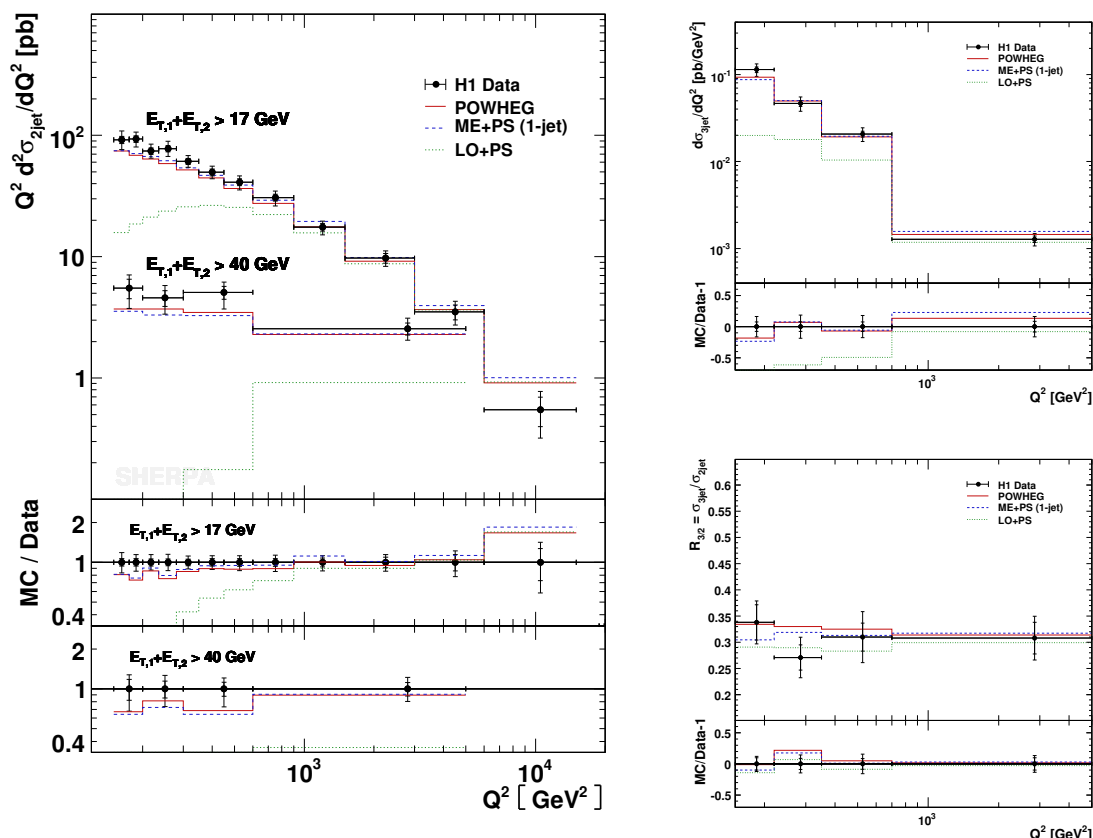 Q² d²σ2jet/dQ² [pb]
10²
10
1
H1 Data
POWHEG
ME+PS (1-jet)
LO+PS
ET,1+ET,2 > 17 GeV
ET,1+ET,2 > 40 GeV
SHERPA
MC / Data
2
1
0.4
ET,1+ET,2 > 17 GeV
2
1
0.4
ET,1+ET,2 > 40 GeV
10³
10⁴
Q² [ GeV² ]
dσ3jet/dQ² [pb/GeV²]
10⁻¹
10⁻²
10⁻³
H1 Data
POWHEG
ME+PS (1-jet)
LO+PS
MC/Data-1
0.5
0
-0.5
10³
Q² [GeV²]
R3/2 = σ3jet/σ2jet
0.6
0.55
0.5
0.45
0.4
0.35
0.3
0.25
0.2
H1 Data
POWHEG
ME+PS (1-jet)
LO+PS
MC/Data-1
0.5
0
-0.5
10³
Q² [GeV²]